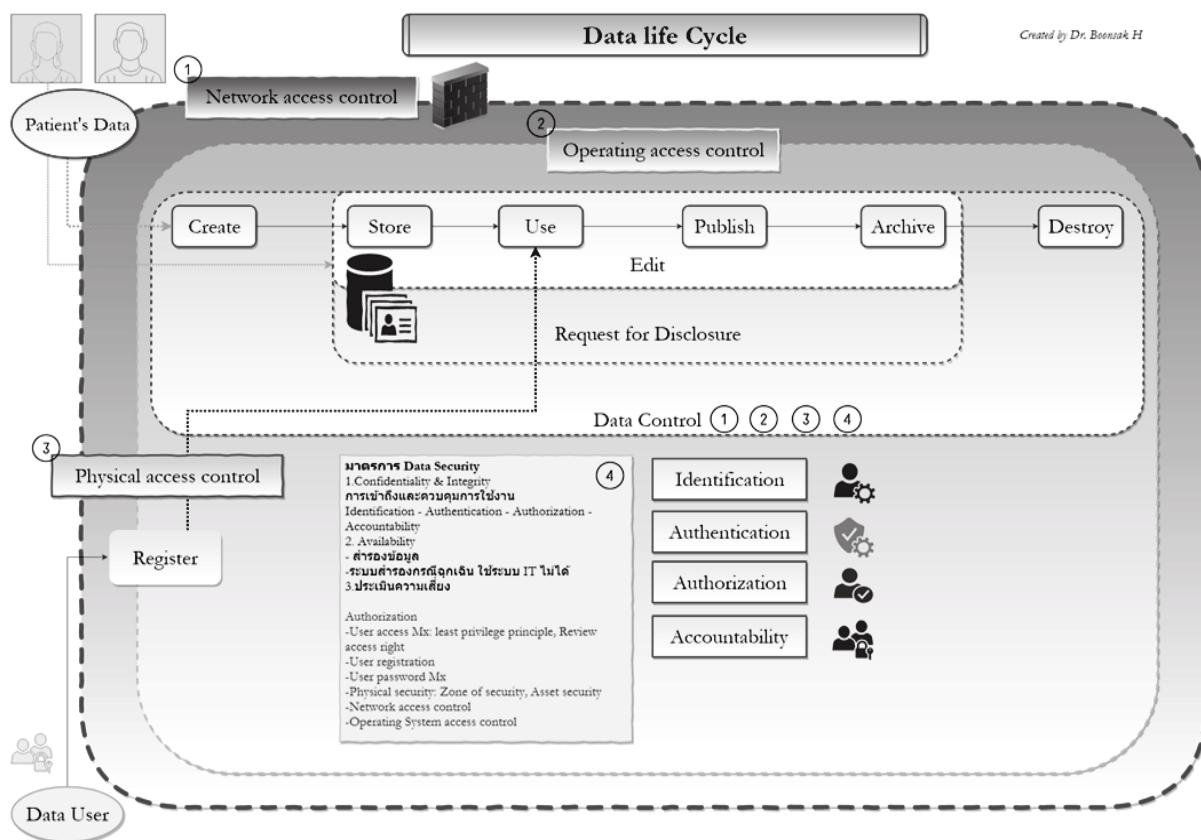 Data life Cycle
Created by Dr. Boonsak H
1
Network access control
Patient's Data
2
Operating access control
Create
Store
Use
Publish
Archive
Destroy
Edit
Request for Disclosure
Data Control 1 2 3 4
3
Physical access control
Register
Data User
มาตรการ Data Security
4
1.Confidentiality & Integrity
การเข้าถึงและควบคุมการใช้งาน
Identification - Authentication - Authorization -
Accountability
2. Availability
- สำรองข้อมูล
-ระบบสำรองกรณีฉุกเฉิน ใช้ระบบ IT ไม่ได้
3.ประเมินความเสี่ยง
Authorization
-User access Mx: least privilege principle, Review
access right
-User registration
-User password Mx
-Physical security: Zone of security, Asset security
-Network access control
-Operating System access control
Identification
Authentication
Authorization
Accountability